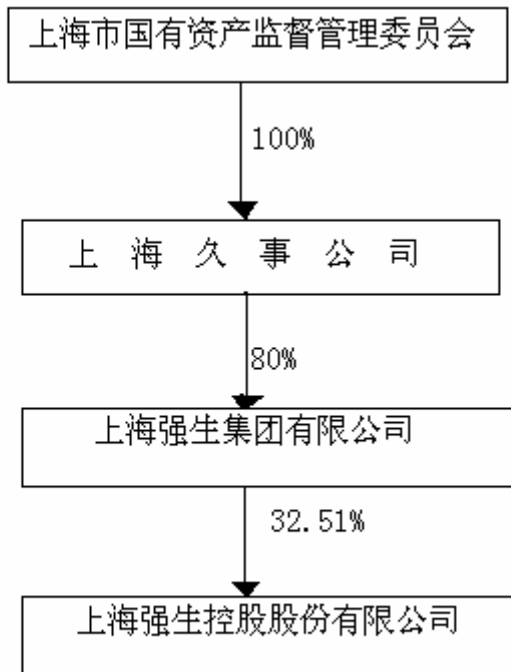 上海市国有资产监督管理委员会
100%
上海久事公司
80%
上海强生集团有限公司
32.51%
上海强生控股股份有限公司